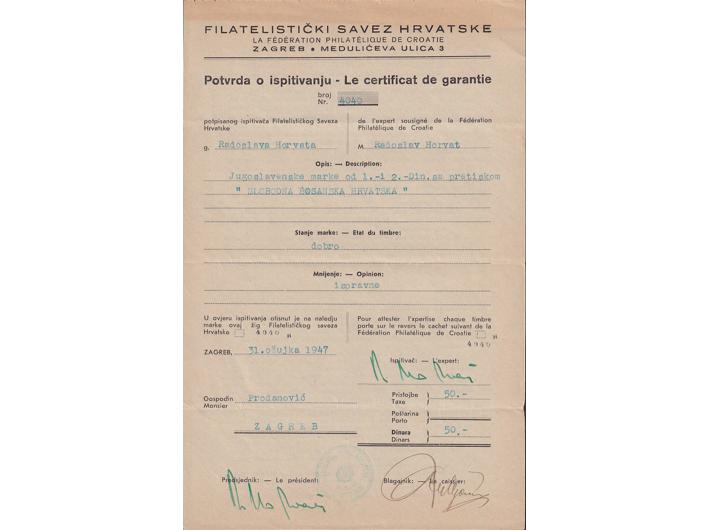 FILATELISTIČKI SAVEZ HRVATSKE
LA FÉDÉRATION PHILATÉLIQUE DE CROATIE
ZAGREB • MEDULIĆEVA ULICA 3
Potvrda o ispitivanju - Le certificat de garantie
broj
Nr. 4040
potpisanog ispitivača Filatelističkog Saveza
Hrvatske
g. Radoslava Horvata
de l'expert sousigné de la Fédération
Philatélique de Croatie
M. Radoslav Horvat
Opis: — Description:
Jugoslavenske marke od 1.-i 2.-Din.sa pretiskom
" SLOBODNA BOSANSKA HRVATSKA "
Stanje marke: — Etat du timbre:
dobro
Mnijenje: — Opinion:
ispravne
U ovjeru ispitivanja otisnut je na naledju
marke ovaj žig Filatelističkog saveza
Hrvatske 4040
Pour attester l'expertise chaque timbre
porte sur le revers le cachet suivant de la
Fédération Philatélique de Croatie
4040
ZAGREB, 31.ožujka 1947
Ispitivač: — L'expert:
Gospodin
Monsier Prodanović
ZAGREB
Pristojbe
Taxe 50.-
Poštarina
Porto
Dinara
Dinars 50.-
Predsjednik: — Le président:
Blagajnik: — Le caissier: